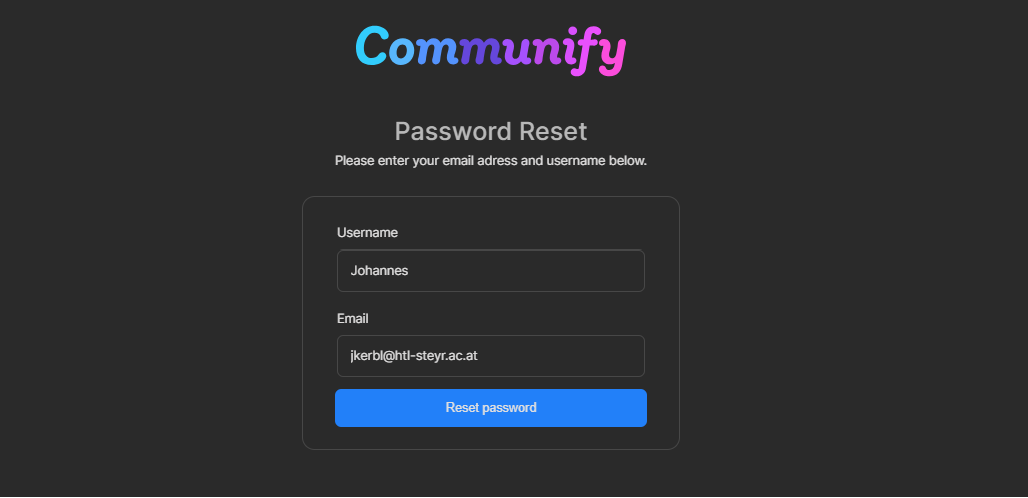 Communify
Password Reset
Please enter your email adress and username below.
Username
Johannes
Email
jkerbl@htl-steyr.ac.at
Reset password